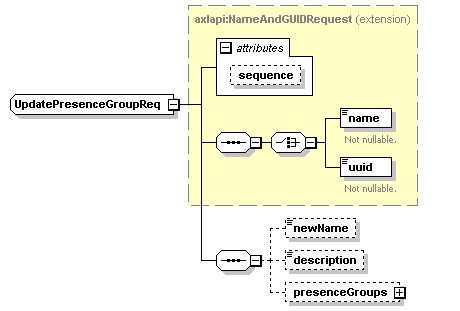 axlapi:NameAndGUIDRequest (extension)
attributes
sequence
UpdatePresenceGroupReq
name
Not nullable.
uuid
Not nullable.
newName
description
presenceGroups